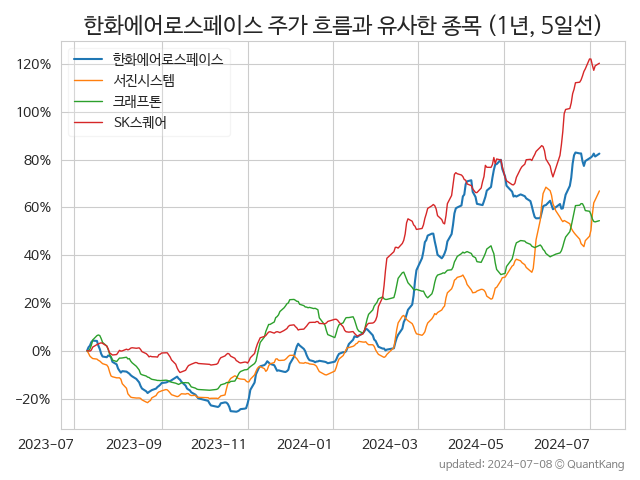 한화에어로스페이스 주가 흐름과 유사한 종목 (1년, 5일선)
한화에어로스페이스
서진시스템
크래프톤
SK스퀘어
120%
100%
80%
60%
40%
20%
0%
−20%
2023-07 2023-09 2023-11 2024-01 2024-03 2024-05 2024-07
updated: 2024-07-08 © QuantKang